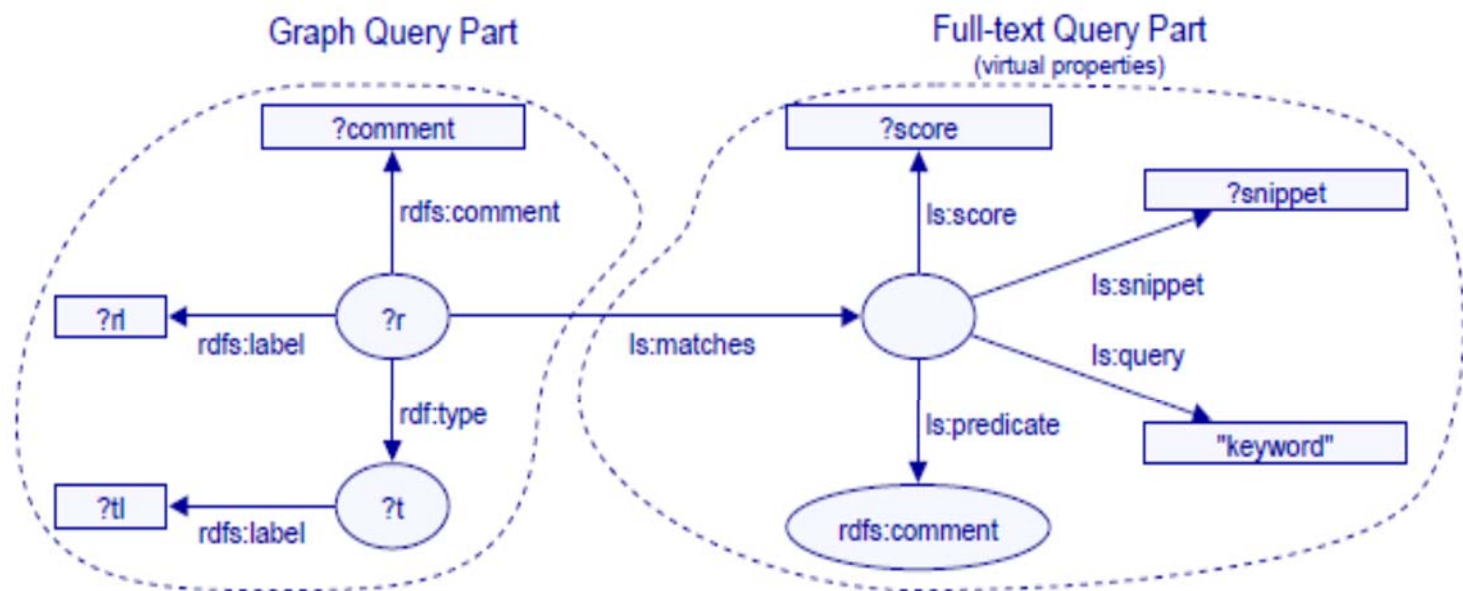 Graph Query Part
Full-text Query Part
(virtual properties)
?comment
?score
?snippet
rdfs:comment
ls:score
ls:snippet
?rl
rdfs:label
?r
ls:matches
ls:query
rdf:type
ls:predicate
"keyword"
?tl
rdfs:label
?t
rdfs:comment